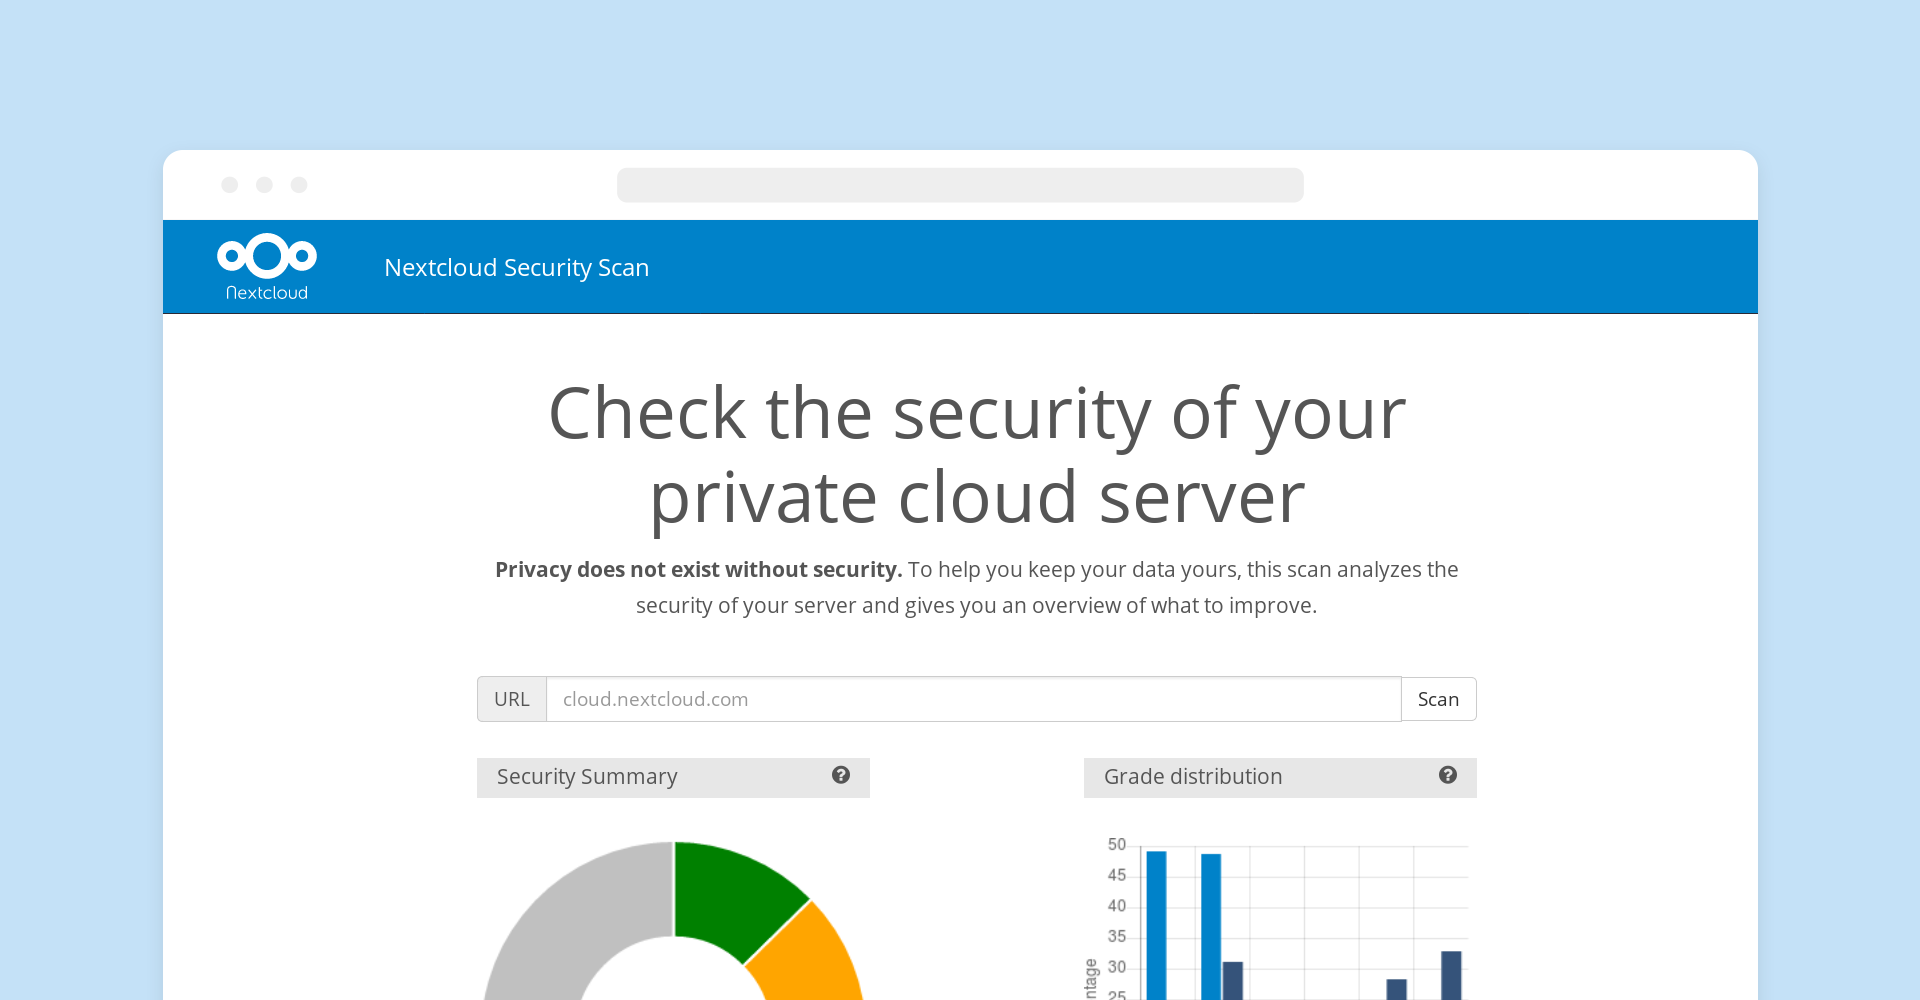 Nextcloud
Nextcloud Security Scan
Check the security of your
private cloud server
Privacy does not exist without security. To help you keep your data yours, this scan analyzes the
security of your server and gives you an overview of what to improve.
URL
cloud.nextcloud.com
Scan
Security Summary
?
Grade distribution
?
50
45
40
35
30
25